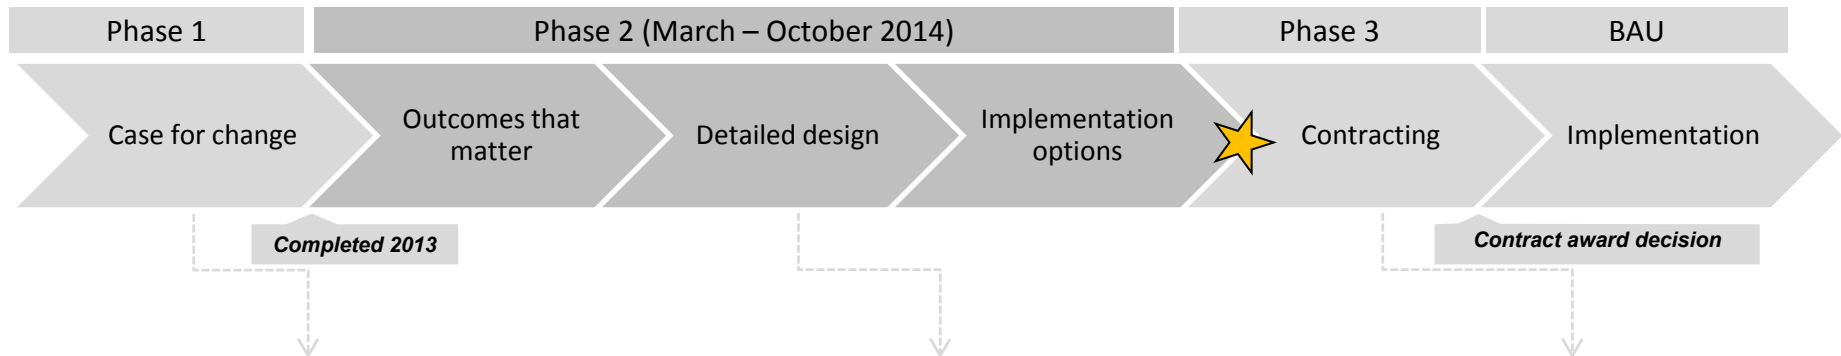 Phase 1
Phase 2 (March – October 2014)
Phase 3
BAU
Case for change
Outcomes that
matter
Detailed design
Implementation
options
Contracting
Implementation
Completed 2013
Contract award decision